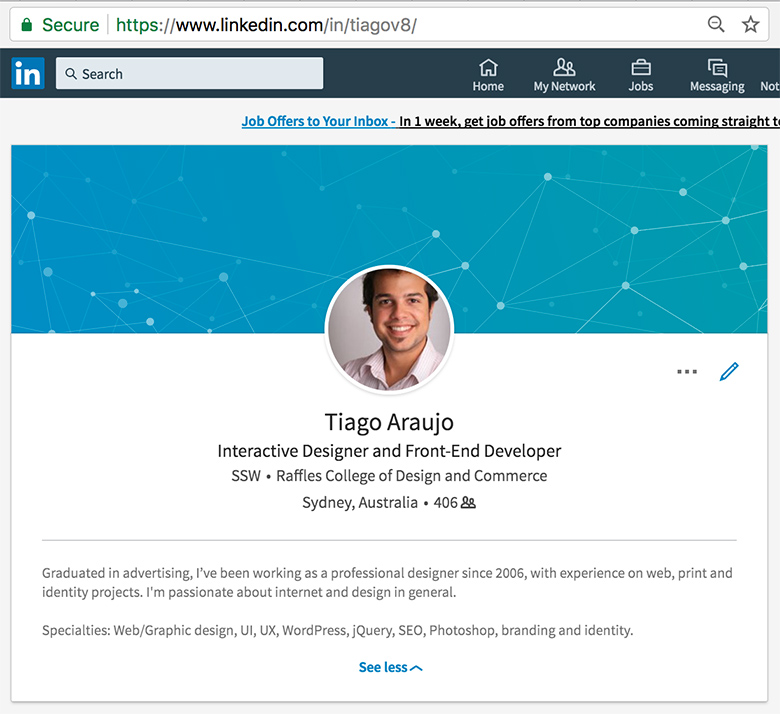 Secure https://www.linkedin.com/in/tiagov8/
in Search Home My Network Jobs Messaging Not
Job Offers to Your Inbox - In 1 week, get job offers from top companies coming straight t
Tiago Araujo
Interactive Designer and Front-End Developer
SSW • Raffles College of Design and Commerce
Sydney, Australia • 406
Graduated in advertising, I've been working as a professional designer since 2006, with experience on web, print and
identity projects. I'm passionate about internet and design in general.
Specialties: Web/Graphic design, UI, UX, WordPress, jQuery, SEO, Photoshop, branding and identity.
See less